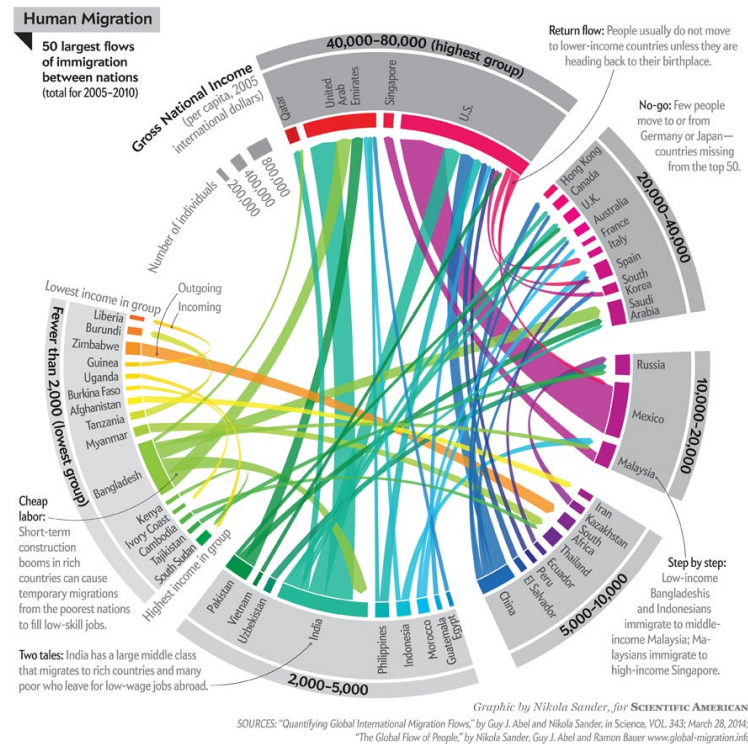 Human Migration
50 largest flows
of immigration
between nations
(total for 2005–2010)
Gross National Income
(per capita, 2005
international dollars)
Number of individuals
200,000
400,000
800,000
40,000–80,000 (highest group)
Qatar
United
Arab
Emirates
Singapore
U.S.
Return flow: People usually do not move
to lower-income countries unless they are
heading back to their birthplace.
No-go: Few people
move to or from
Germany or Japan—
countries missing
from the top 50.
20,000–40,000
Hong Kong
Canada
U.K.
Australia
France
Italy
Spain
South
Korea
Saudi
Arabia
10,000–20,000
Russia
Mexico
Malaysia
Step by step:
Low-income
Bangladeshis
and Indonesians
immigrate to middle-
income Malaysia; Ma-
laysians immigrate to
high-income Singapore.
5,000–10,000
Iran
Kazakhstan
South
Africa
Thailand
Ecuador
Peru
El Salvador
China
2,000–5,000
Egypt
Guatemala
Morocco
Indonesia
Philippines
India
Uzbekistan
Vietnam
Pakistan
Fewer than 2,000 (lowest group)
Lowest income in group
Outgoing
Incoming
Liberia
Burundi
Zimbabwe
Guinea
Uganda
Burkina Faso
Afghanistan
Tanzania
Myanmar
Bangladesh
Kenya
Ivory Coast
Cambodia
Tajikistan
South Sudan
Highest income in group
Cheap
labor:
Short-term
construction
booms in rich
countries can cause
temporary migrations
from the poorest nations
to fill low-skill jobs.
Two tales: India has a large middle class
that migrates to rich countries and many
poor who leave for low-wage jobs abroad.
Graphic by Nikola Sander, for SCIENTIFIC AMERICAN
SOURCES: "Quantifying Global International Migration Flows," by Guy J. Abel and Nikola Sander, in Science, VOL. 343; March 28, 2014;
"The Global Flow of People," by Nikola Sander, Guy J. Abel and Ramon Bauer www.global-migration.info